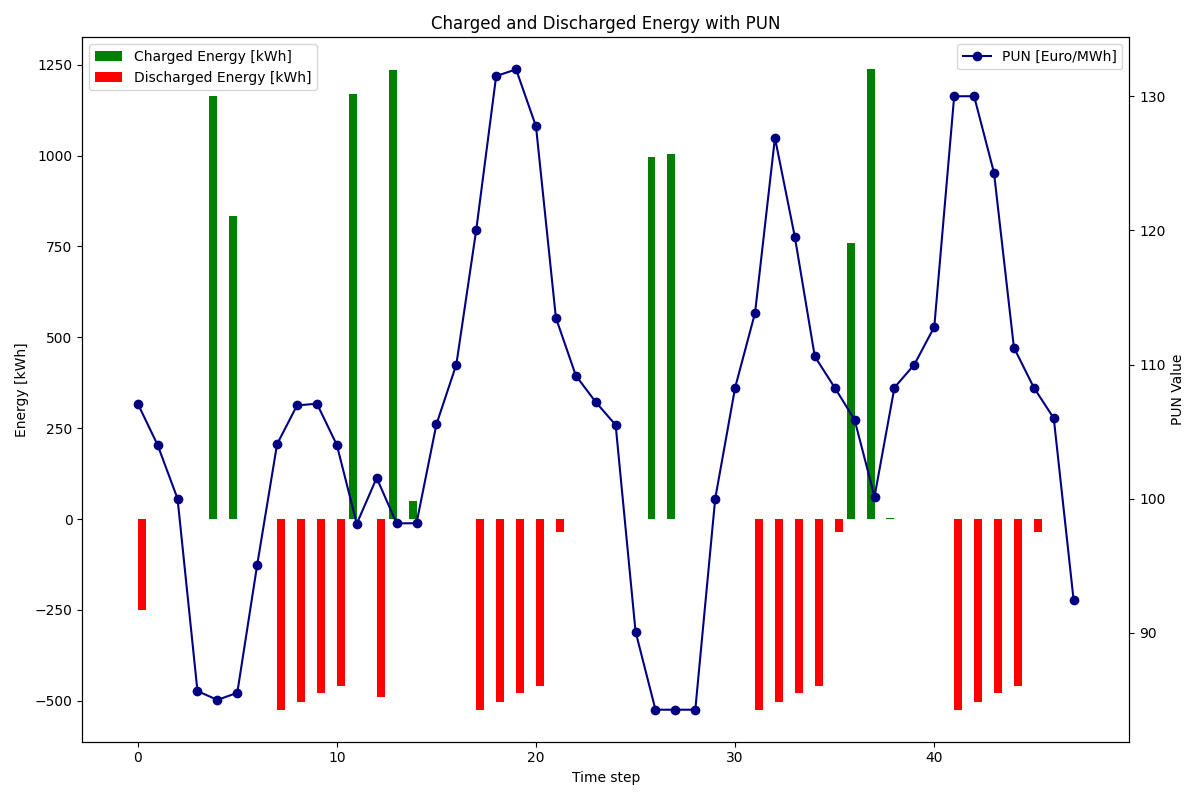 Charged and Discharged Energy with PUN
Charged Energy [kWh]
Discharged Energy [kWh]
PUN [Euro/MWh]
1250
1000
750
500
250
0
−250
−500
Energy [kWh]
130
120
110
100
90
PUN Value
0 10 20 30 40
Time step